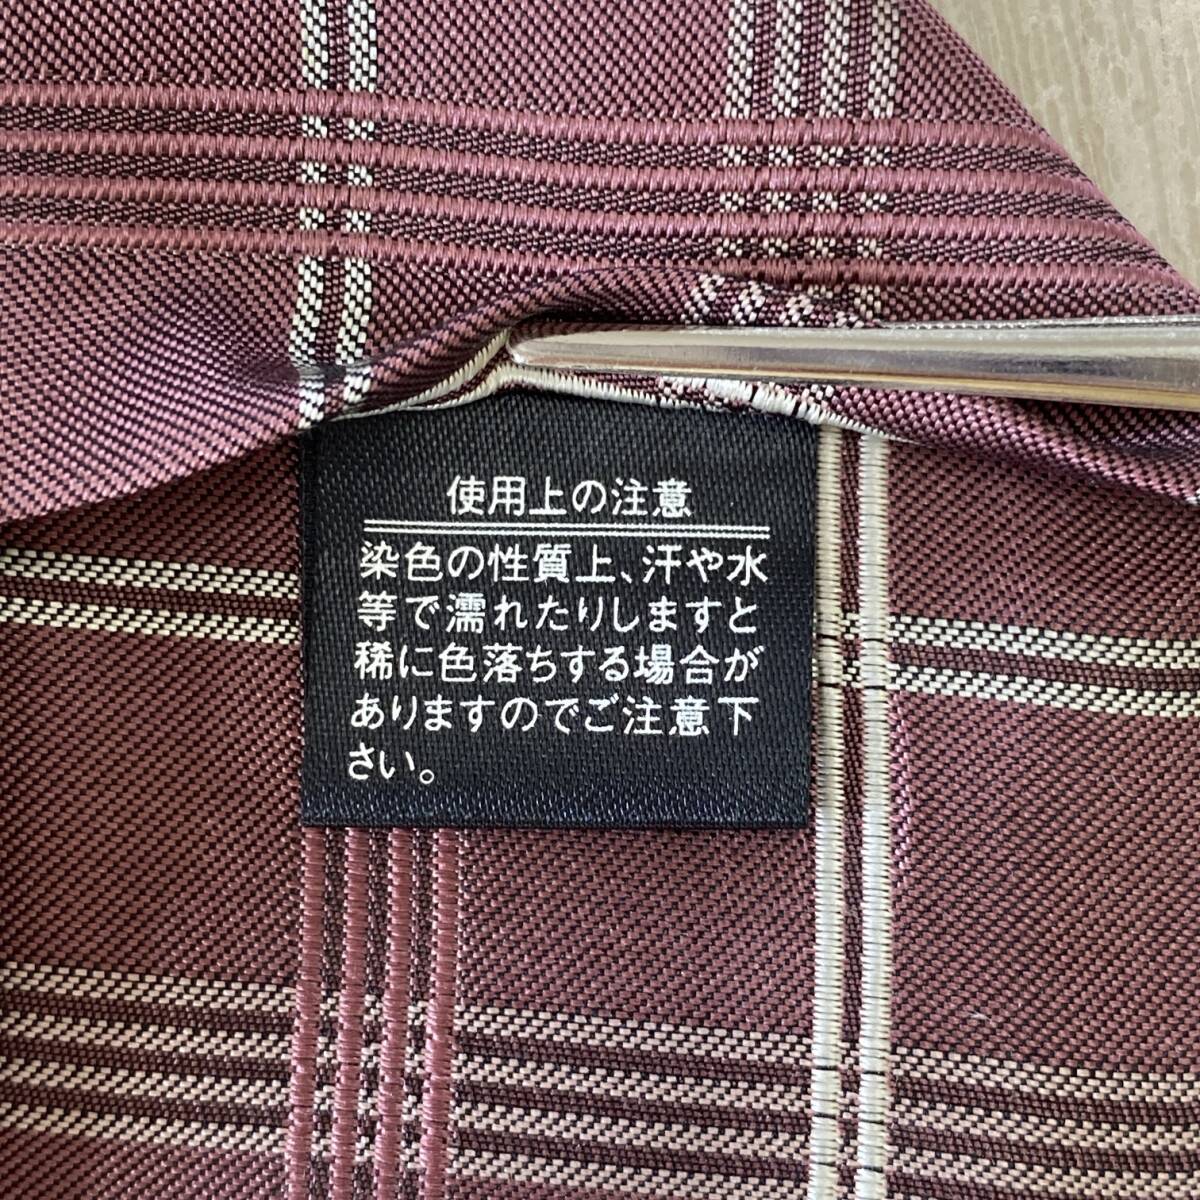 使用上の注意
染色の性質上、汗や水
等で濡れたりしますと
稀に色落ちする場合が
ありますのでご注意下
さい。